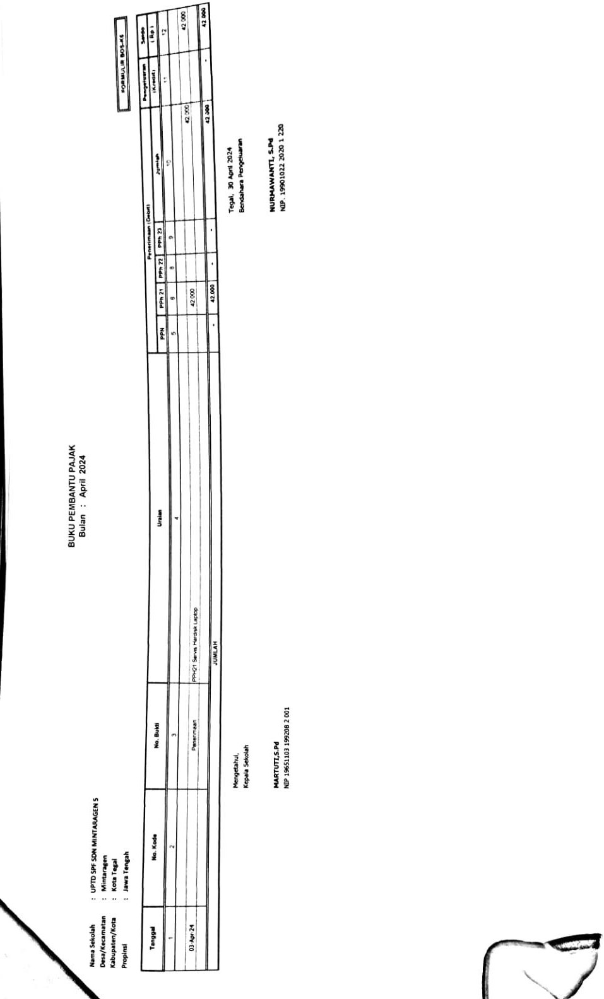 BUKU PEMBANTU PAJAK
Bulan : April 2024
Nama Sekolah : UPTD SPF SDN MINTARAGEN 5
Desa/Kecamatan : Mintaragen
Kabupaten/Kota : Kota Tegal
Propinsi : Jawa Tengah
FORMULIR BOS-K6
Tanggal No. Kode No. Bukti Uraian Penerimaan (Debit) Pengeluaran (Kredit) Saldo ( Rp )
PPN PPh 21 PPh 22 PPh 23 Jumlah
1 2 3 4 5 6 8 9 10 11 12
42 000
03-Apr-24 Penerimaan PPH21 Servis Hardisk Laptop 42 000 42 000
JUMLAH - 42.000 - - 42 000 - 42 000
Mengetahui,
Kepala Sekolah
MARTUTI,S.Pd
NIP 19651103 199208 2 001
Tegal, 30 April 2024
Bendahara Pengeluaran
NURMAWANTI, S.Pd
NIP. 19901022 2020 1 220